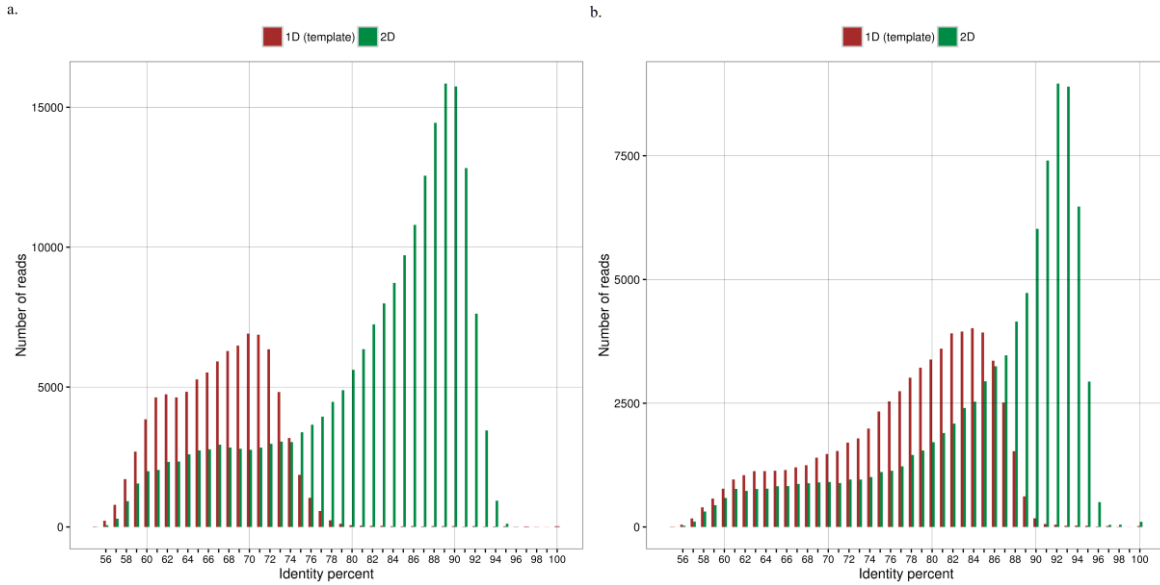 a.
1D (template) 2D
Number of reads
15000
10000
5000
0
56 58 60 62 64 66 68 70 72 74 76 78 80 82 84 86 88 90 92 94 96 98 100
Identity percent
b.
1D (template) 2D
Number of reads
7500
5000
2500
0
56 58 60 62 64 66 68 70 72 74 76 78 80 82 84 86 88 90 92 94 96 98 100
Identity percent